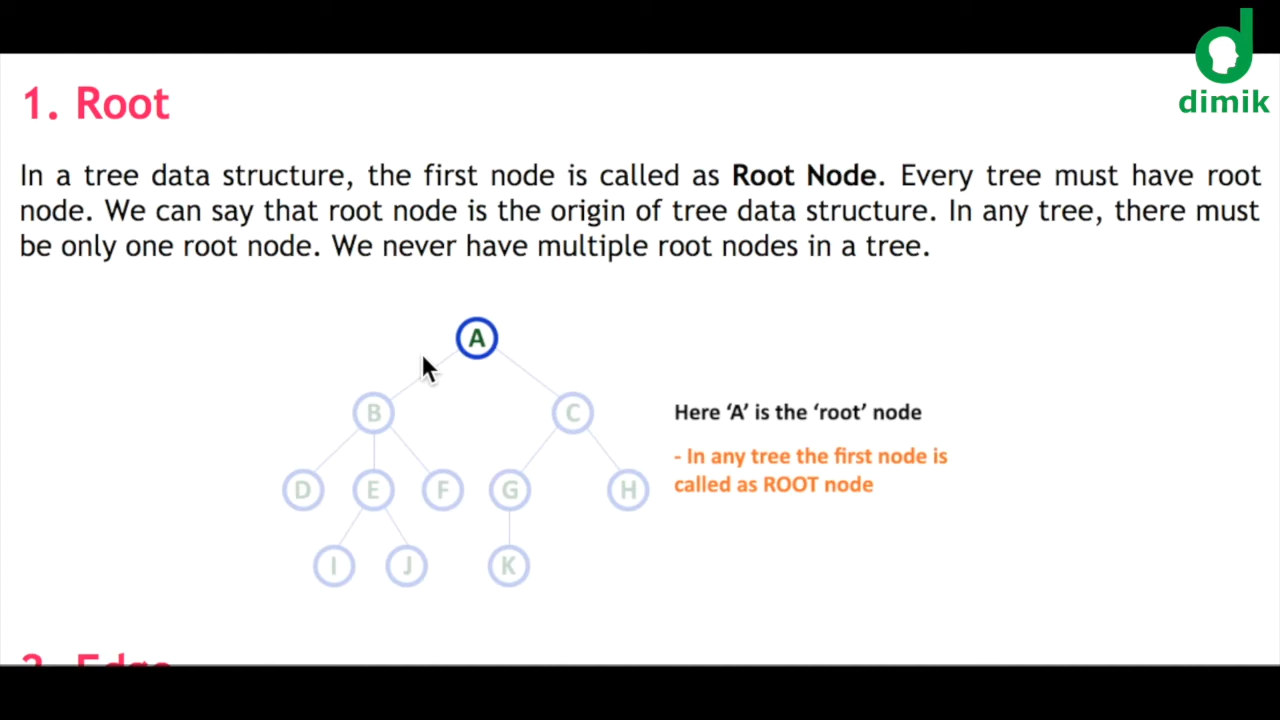 dimik
1. Root
In a tree data structure, the first node is called as Root Node. Every tree must have root
node. We can say that root node is the origin of tree data structure. In any tree, there must
be only one root node. We never have multiple root nodes in a tree.
A
B
C
Here ‘A’ is the ‘root’ node
- In any tree the first node is
called as ROOT node
D
E
F
G
H
I
J
K